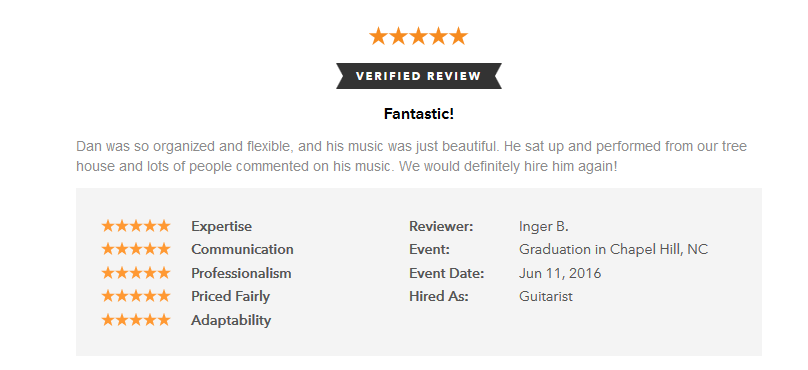 VERIFIED REVIEW
Fantastic!
Dan was so organized and flexible, and his music was just beautiful. He sat up and performed from our tree
house and lots of people commented on his music. We would definitely hire him again!
Expertise Reviewer: Inger B.
Communication Event: Graduation in Chapel Hill, NC
Professionalism Event Date: Jun 11, 2016
Priced Fairly Hired As: Guitarist
Adaptability